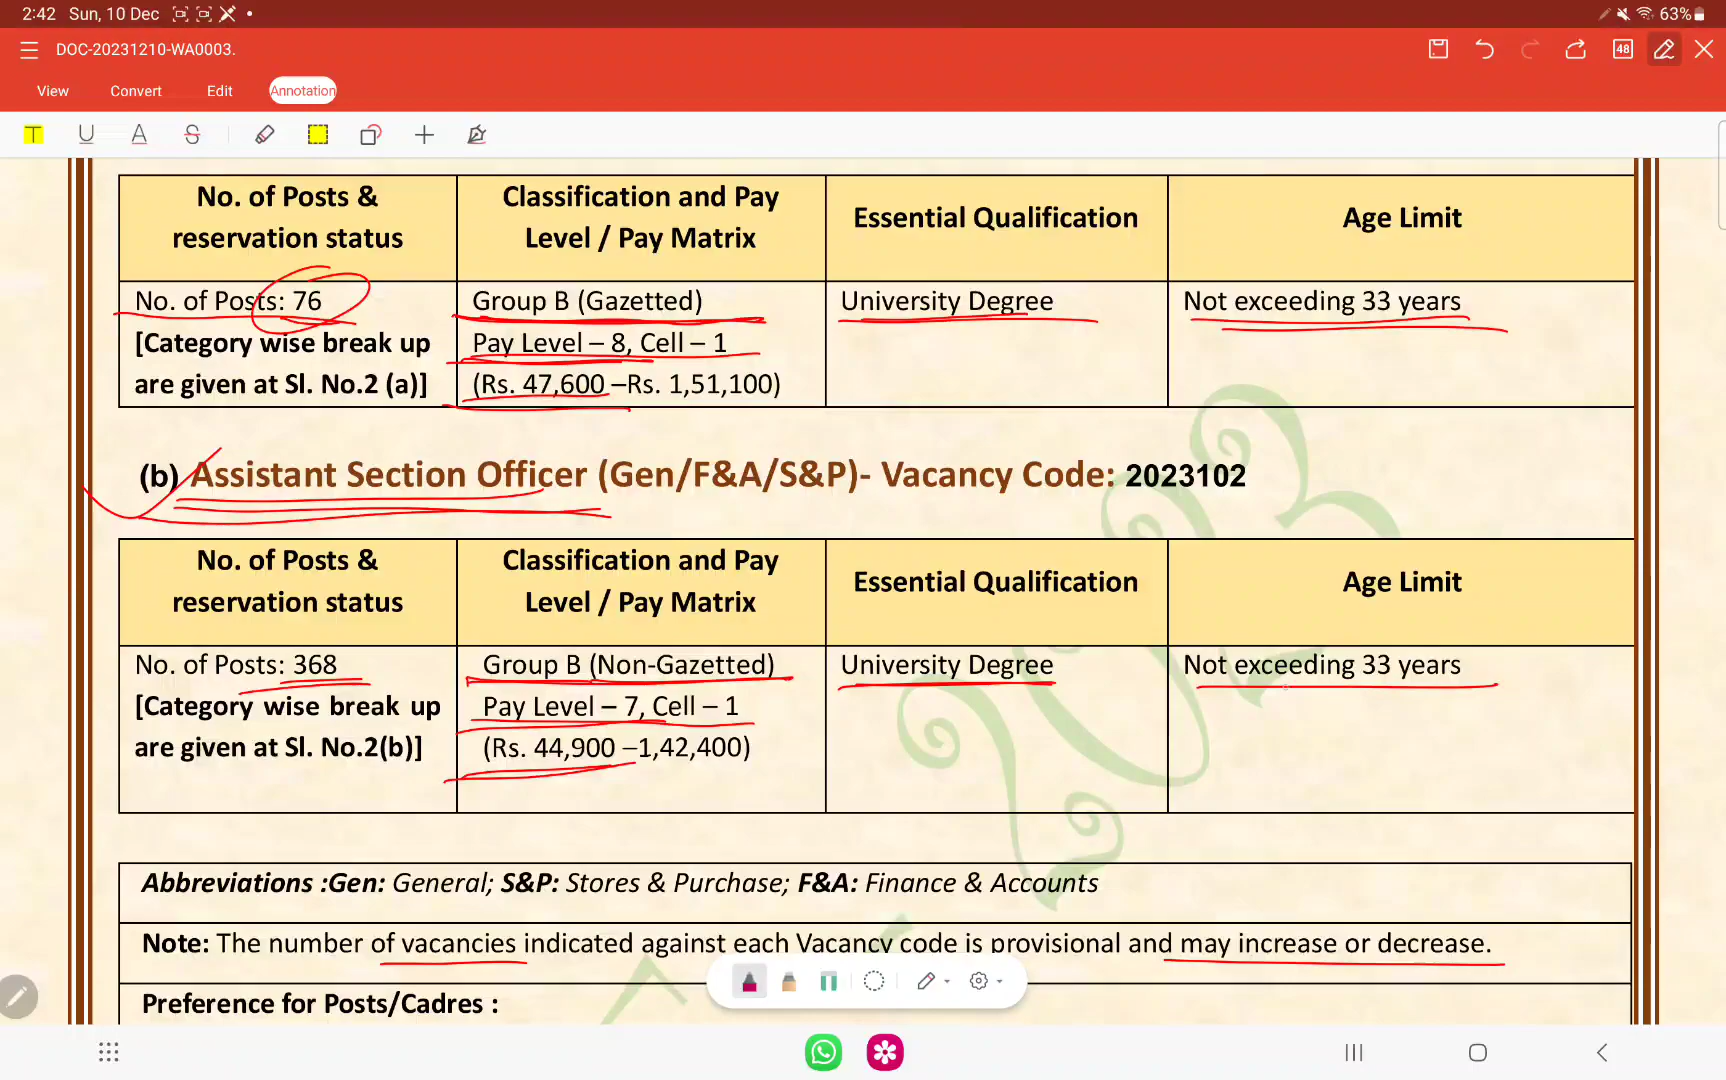 2:42 Sun, 10 Dec
63%
DOC-20231210-WA0003.
48
View Convert Edit Annotation
T U A S
No. of Posts & reservation status
Classification and Pay Level / Pay Matrix
Essential Qualification
Age Limit
No. of Posts: 76
[Category wise break up
are given at Sl. No.2 (a)]
Group B (Gazetted)
Pay Level – 8, Cell – 1
(Rs. 47,600 –Rs. 1,51,100)
University Degree
Not exceeding 33 years
(b) Assistant Section Officer (Gen/F&A/S&P)- Vacancy Code: 2023102
No. of Posts & reservation status
Classification and Pay Level / Pay Matrix
Essential Qualification
Age Limit
No. of Posts: 368
[Category wise break up
are given at Sl. No.2(b)]
Group B (Non-Gazetted)
Pay Level – 7, Cell – 1
(Rs. 44,900 –1,42,400)
University Degree
Not exceeding 33 years
Abbreviations :Gen: General; S&P: Stores & Purchase; F&A: Finance & Accounts
Note: The number of vacancies indicated against each Vacancy code is provisional and may increase or decrease.
Preference for Posts/Cadres :